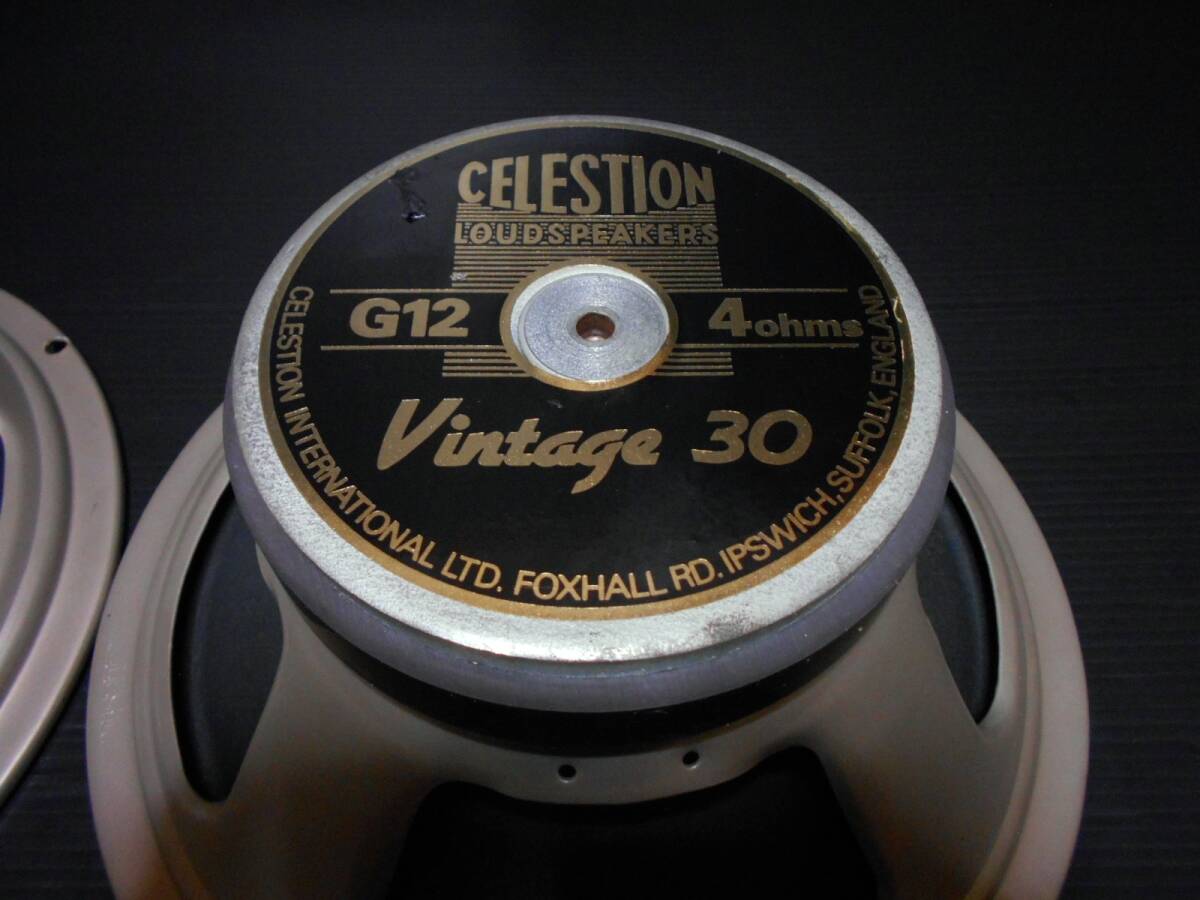 CELESTION
LOUDSPEAKERS
G12 4ohms
Vintage 30
CELESTION INTERNATIONAL LTD. FOXHALL RD. IPSWICH, SUFFOLK, ENGLAND